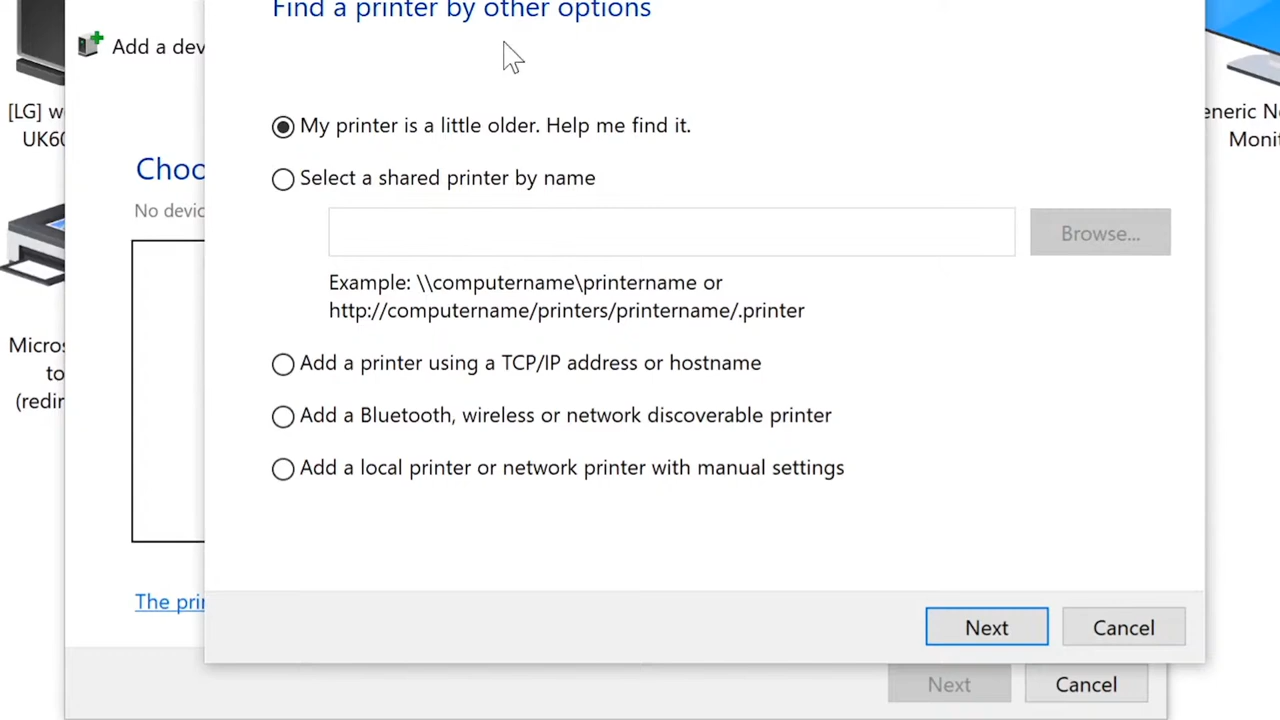 Find a printer by other options
Add a dev
[LG] w
UK60
eneric N
Monit
My printer is a little older. Help me find it.
Select a shared printer by name
Choo
No devic
Browse...
Example: \\computername\printername or
http://computername/printers/printername/.printer
Micros
to
(redir
Add a printer using a TCP/IP address or hostname
Add a Bluetooth, wireless or network discoverable printer
Add a local printer or network printer with manual settings
The pri
Next
Cancel
Next
Cancel